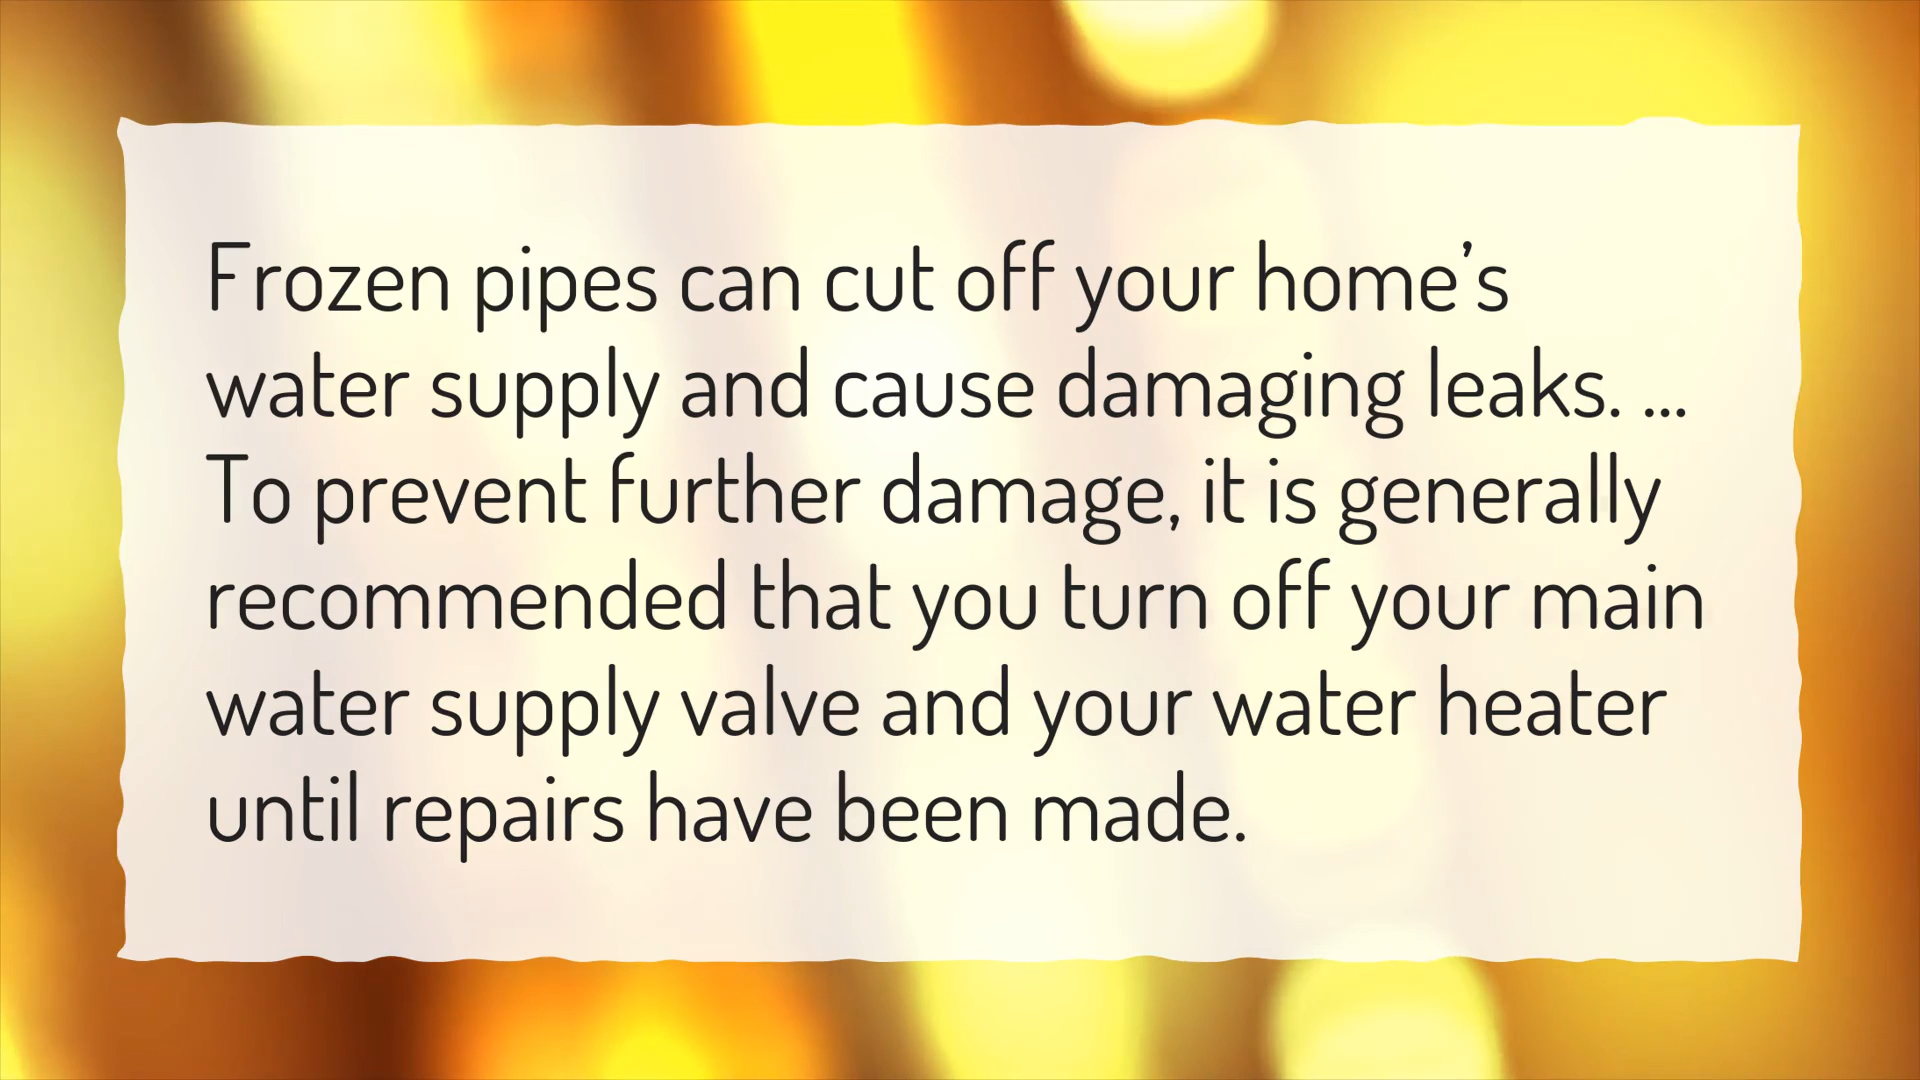 Frozen pipes can cut off your home’s
water supply and cause damaging leaks. ...
To prevent further damage, it is generally
recommended that you turn off your main
water supply valve and your water heater
until repairs have been made.